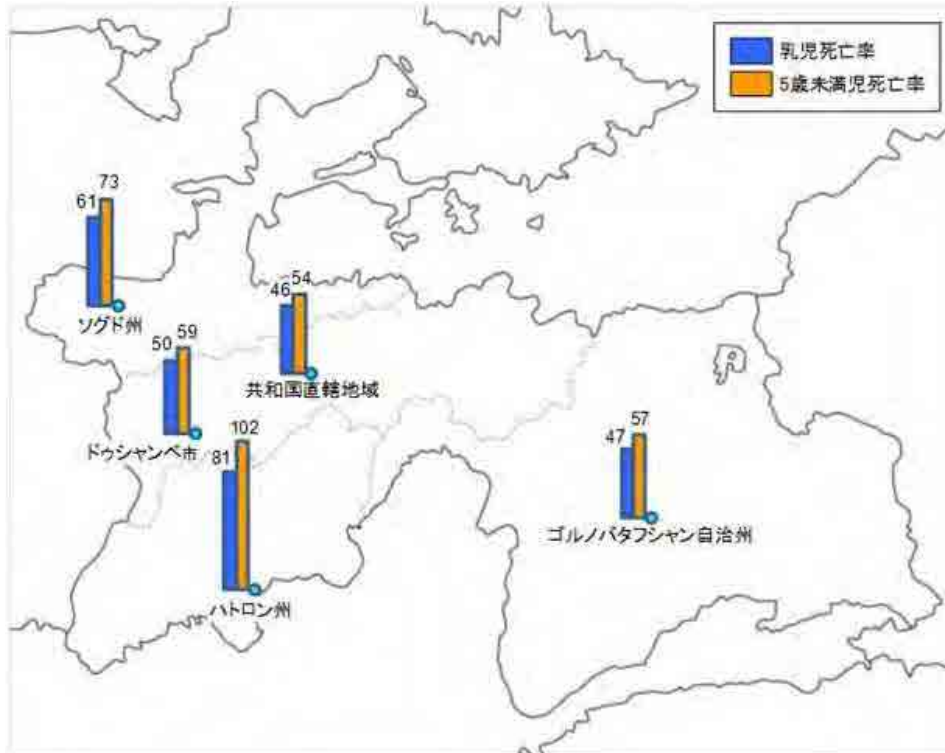 乳児死亡率
5歳未満児死亡率
61 73
ソグド州
46 54
共和国直轄地域
50 59
ドゥシャンベ市
81 102
ハトロン州
47 57
ゴルノバタフシャン自治州